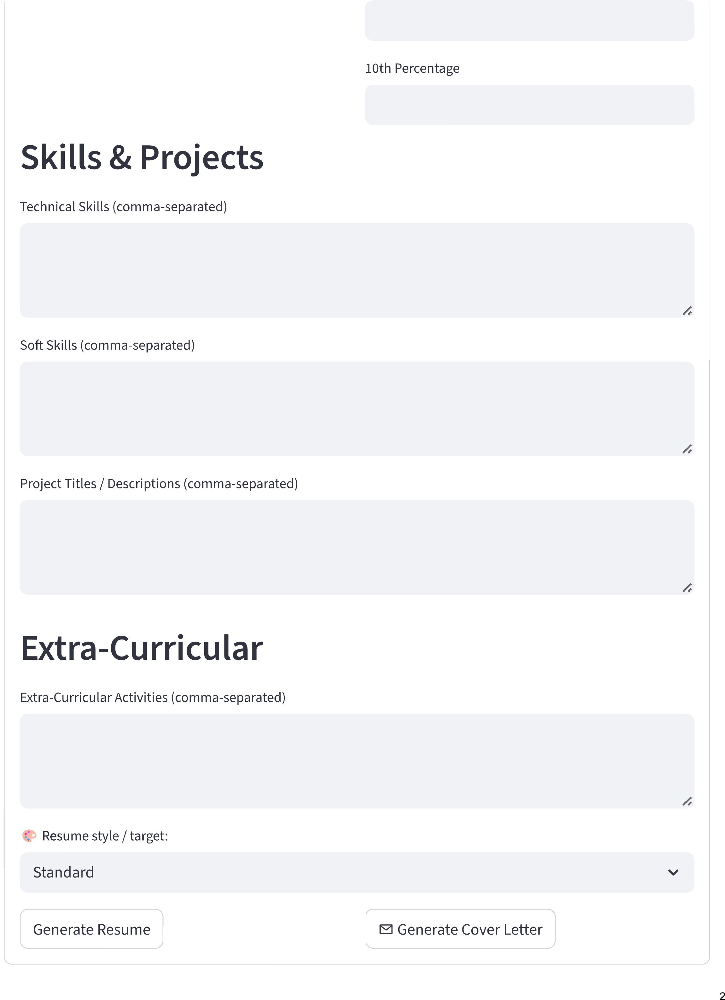 10th Percentage
Skills & Projects
Technical Skills (comma-separated)
Soft Skills (comma-separated)
Project Titles / Descriptions (comma-separated)
Extra-Curricular
Extra-Curricular Activities (comma-separated)
🎨 Resume style / target:
Standard
Generate Resume
Generate Cover Letter
2